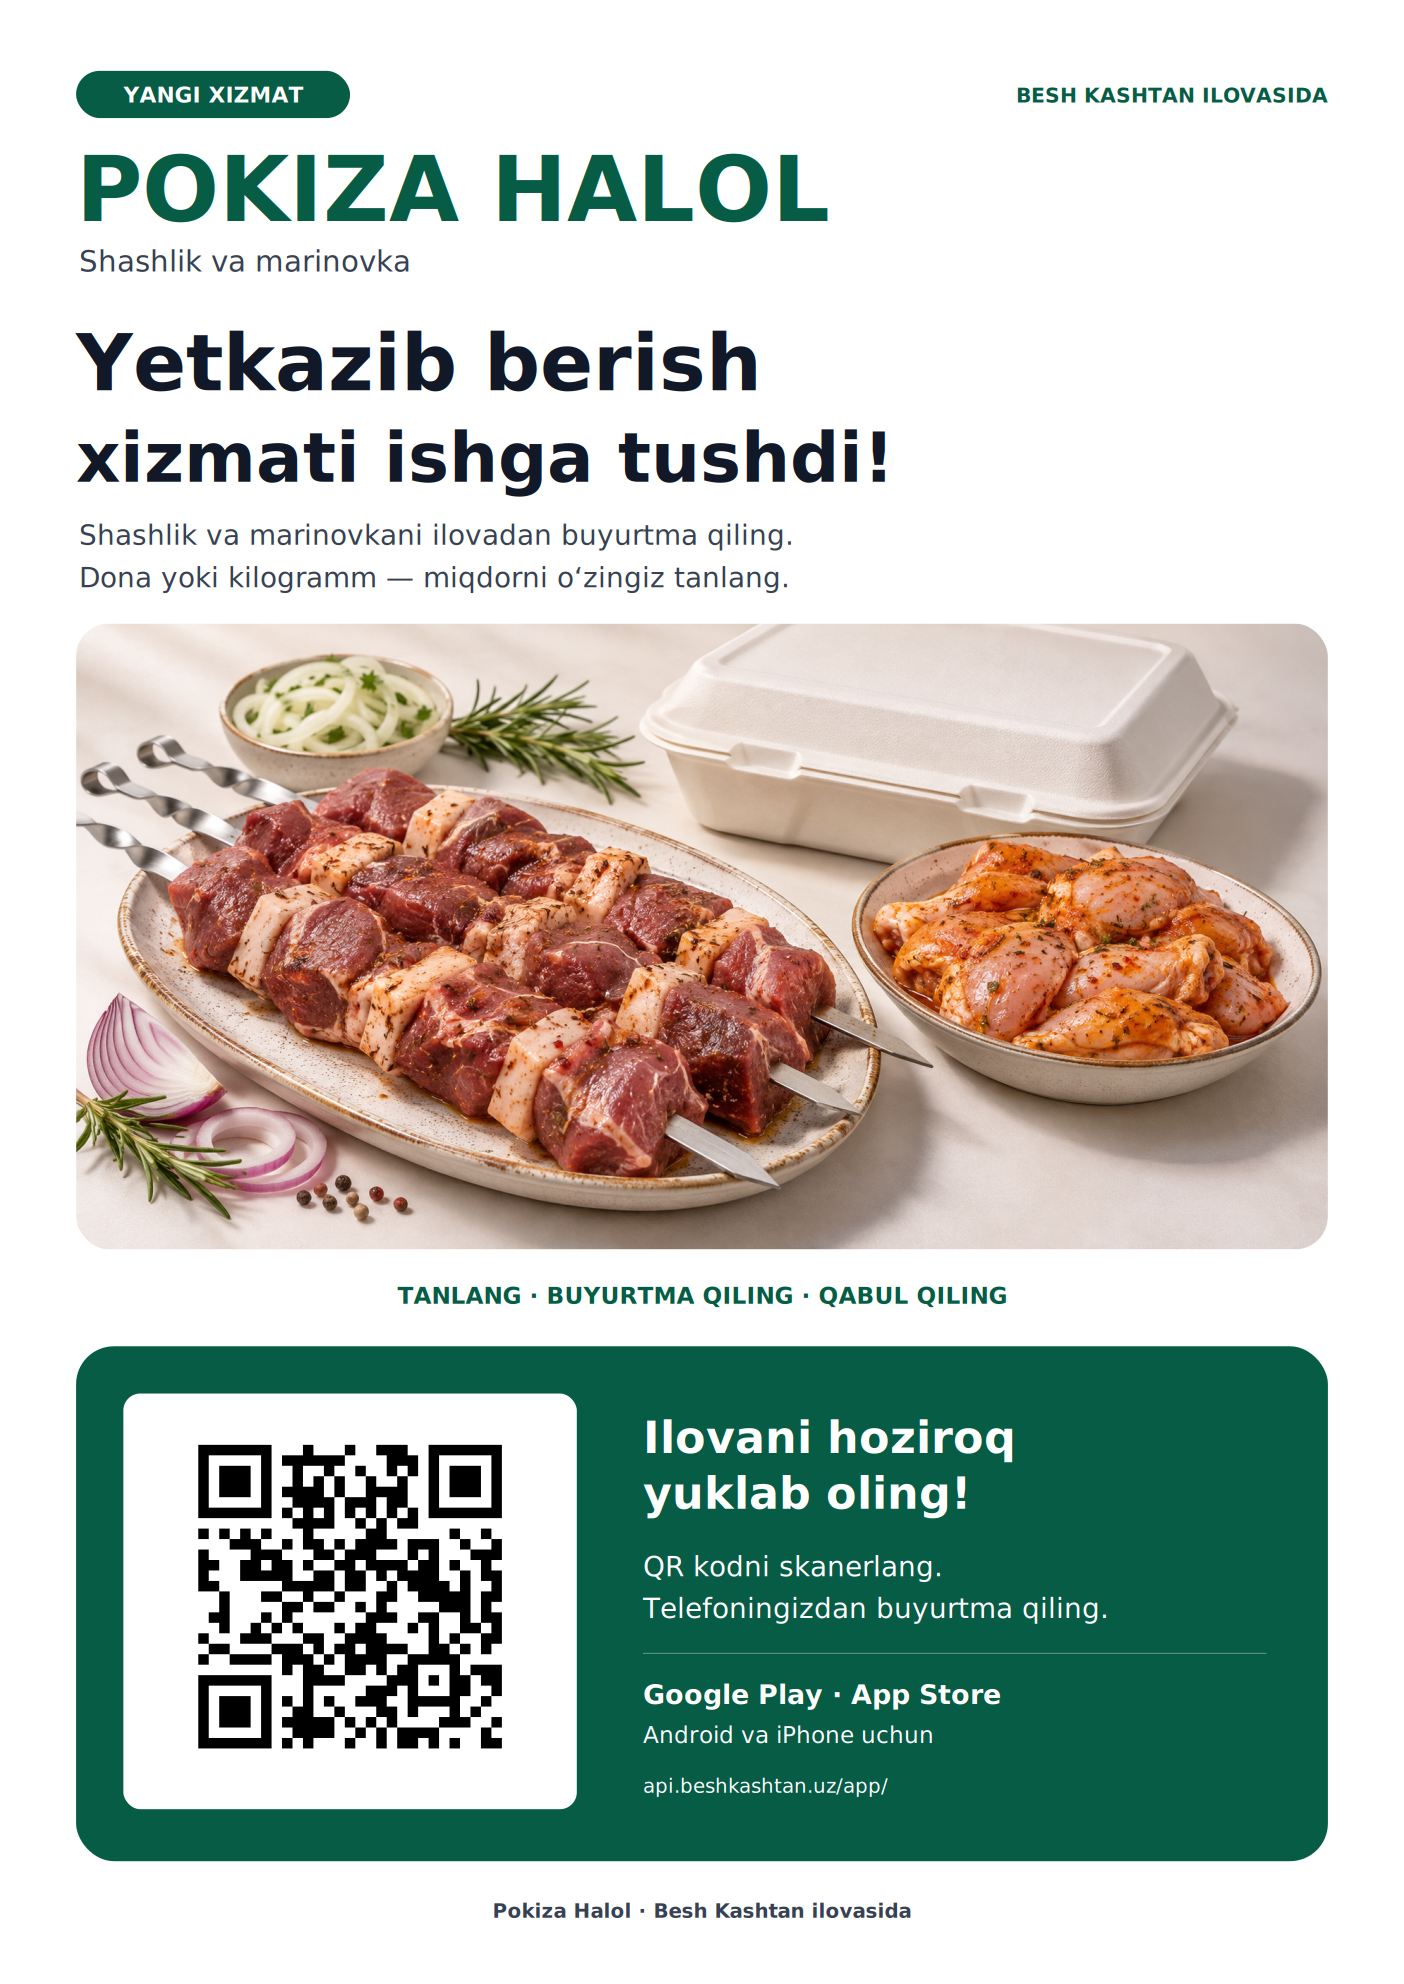 YANGI XIZMAT
BESH KASHTAN ILOVASIDA
POKIZA HALOL
Shashlik va marinovka
Yetkazib berish
xizmati ishga tushdi!
Shashlik va marinovkani ilovadan buyurtma qiling.
Dona yoki kilogramm — miqdorni o‘zingiz tanlang.
TANLANG · BUYURTMA QILING · QABUL QILING
Ilovani hoziroq
yuklab oling!
QR kodni skanerlang.
Telefoningizdan buyurtma qiling.
Google Play · App Store
Android va iPhone uchun
api.beshkashtan.uz/app/
Pokiza Halol · Besh Kashtan ilovasida